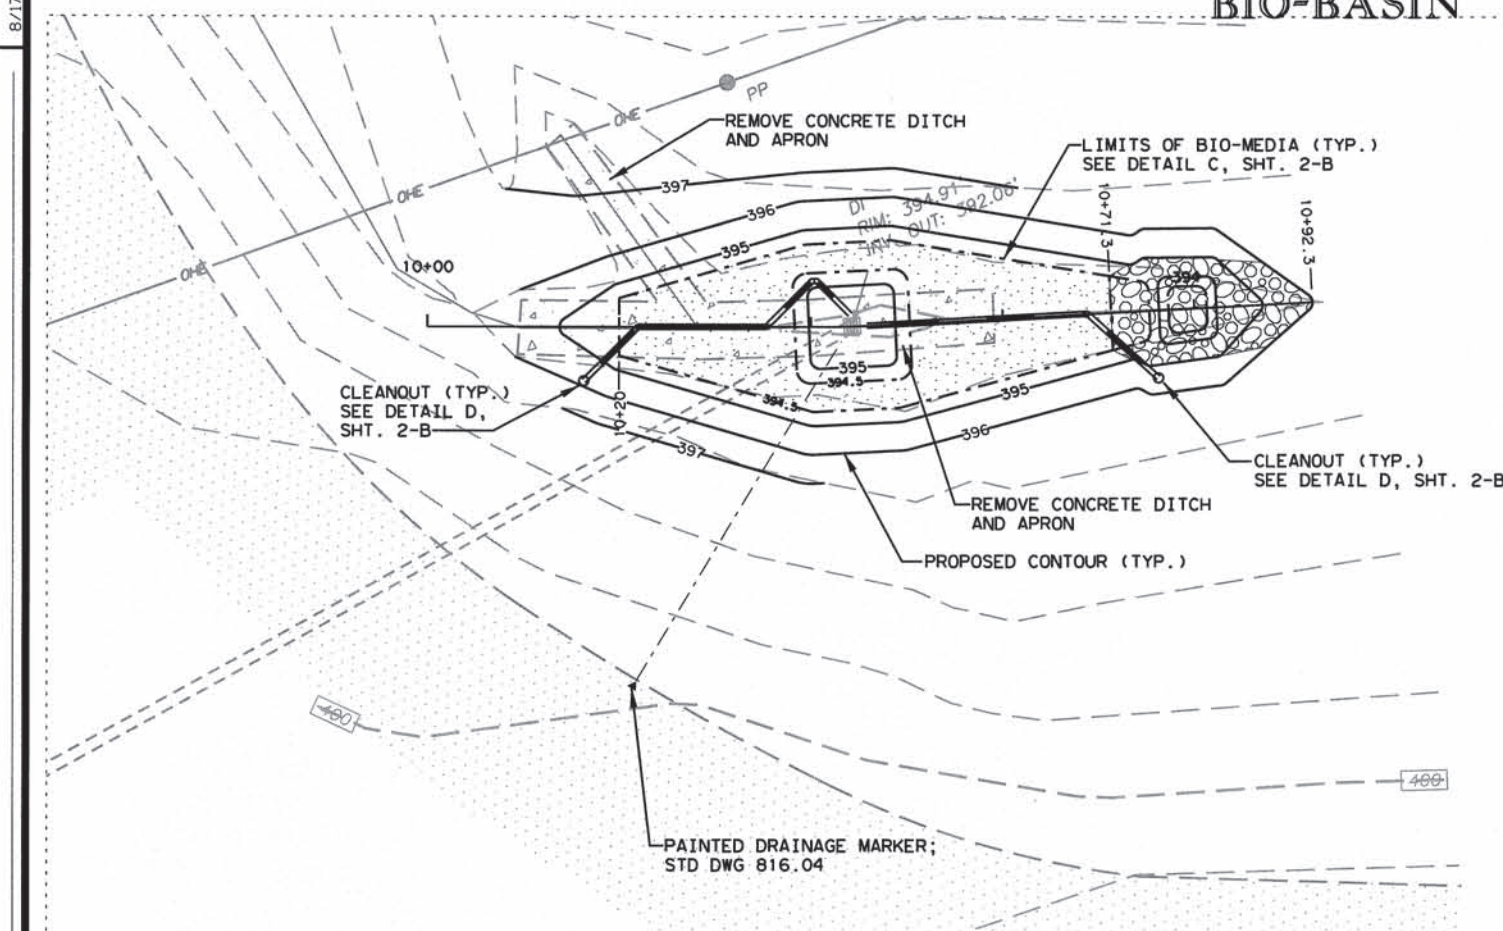 8/17
BIO-BASIN
PP
OHE
REMOVE CONCRETE DITCH
AND APRON
LIMITS OF BIO-MEDIA (TYP.)
SEE DETAIL C, SHT. 2-B
OHE
397
396
DI
RIM: 394.91'
INV. OUT: 392.06'
10+71.3
10+92.3
OHE
395
10+00
394
395
394.5
CLEANOUT (TYP.)
SEE DETAIL D,
SHT. 2-B
10+20
394.5
395
396
397
CLEANOUT (TYP.)
SEE DETAIL D, SHT. 2-B
REMOVE CONCRETE DITCH
AND APRON
PROPOSED CONTOUR (TYP.)
400
400
PAINTED DRAINAGE MARKER;
STD DWG 816.04